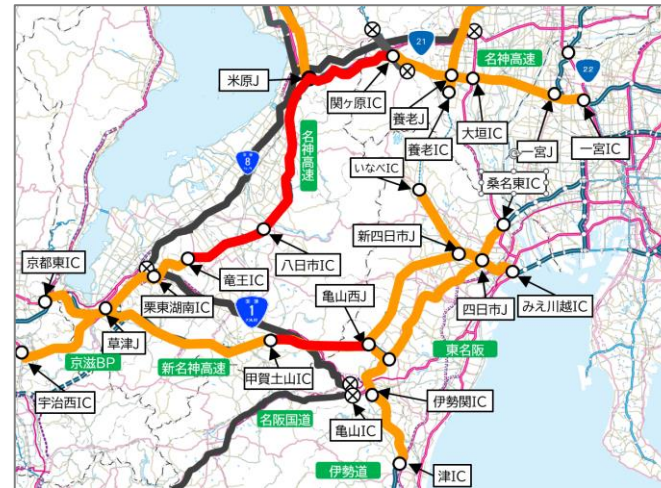 21
名神高速
22
米原J
関ヶ原IC
養老J
大垣IC
一宮J
一宮IC
養老IC
名神高速
8
いなべIC
桑名東IC
新四日市J
京都東IC
八日市IC
竜王IC
栗東湖南IC
1
亀山西J
四日市J
みえ川越IC
草津J
東名阪
京滋BP
新名神高速
甲賀土山IC
宇治西IC
名阪国道
亀山IC
伊勢関IC
伊勢道
津IC